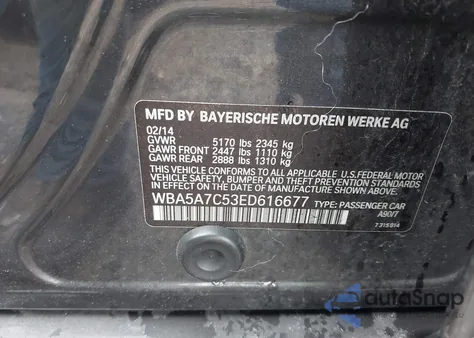 MFD BY BAYERISCHE MOTOREN WERKE AG
02/14
GVWR 5170 lbs 2345 kg
GAWR FRONT 2447 lbs 1110 kg
GAWR REAR 2888 lbs 1310 kg
THIS VEHICLE CONFORMS TO ALL APPLICABLE U.S. FEDERAL MOTOR
VEHICLE SAFETY, BUMPER, AND THEFT PREVENTION STANDARDS
IN EFFECT ON THE DATE OF MANUFACTURE SHOWN ABOVE.
WBA5A7C53ED616677 TYPE: PASSENGER CAR
A90/7
7315914
autoSnap